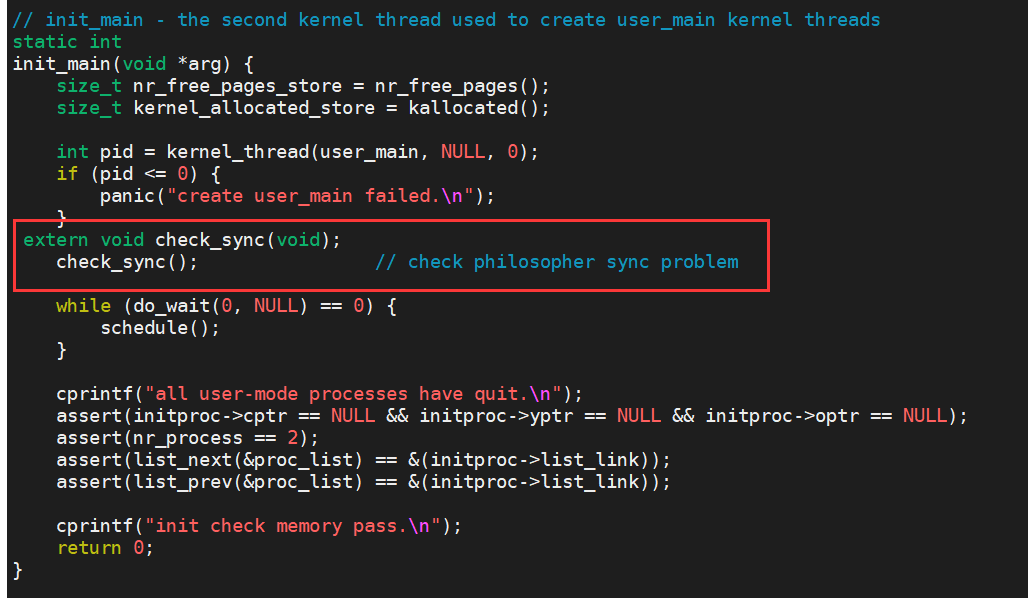 // init_main - the second kernel thread used to create user_main kernel threads
static int
init_main(void *arg) {
    size_t nr_free_pages_store = nr_free_pages();
    size_t kernel_allocated_store = kallocated();

    int pid = kernel_thread(user_main, NULL, 0);
    if (pid <= 0) {
        panic("create user_main failed.\n");
    }
 extern void check_sync(void);
    check_sync();                // check philosopher sync problem

    while (do_wait(0, NULL) == 0) {
        schedule();
    }

    cprintf("all user-mode processes have quit.\n");
    assert(initproc->cptr == NULL && initproc->yptr == NULL && initproc->optr == NULL);
    assert(nr_process == 2);
    assert(list_next(&proc_list) == &(initproc->list_link));
    assert(list_prev(&proc_list) == &(initproc->list_link));

    cprintf("init check memory pass.\n");
    return 0;
}